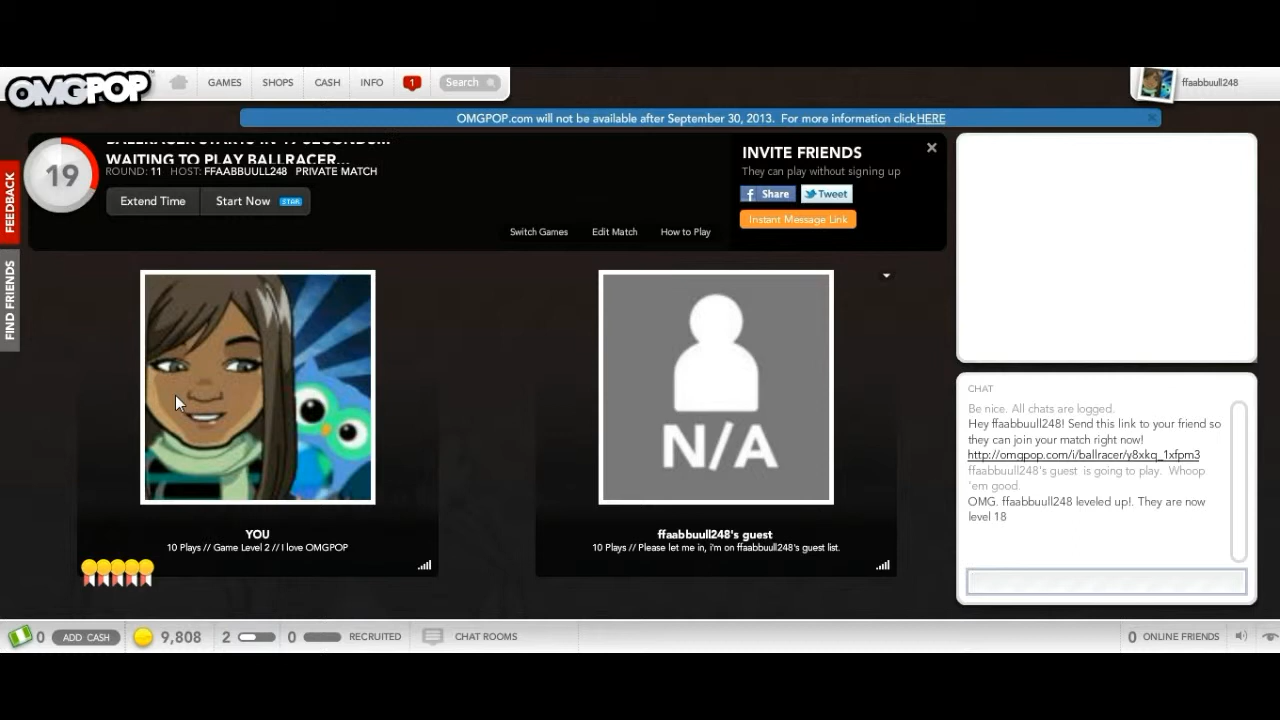 OMGPOP™
GAMES
SHOPS
CASH
INFO
1
Search
ffaabbuull248
OMGPOP.com will not be available after September 30, 2013. For more information click HERE
FEEDBACK
FIND FRIENDS
19
BALLRACER STARTS IN 19 SECONDS...
WAITING TO PLAY BALLRACER...
ROUND: 11 HOST: FFAABBUULL248 PRIVATE MATCH
Extend Time
Start Now STAR
Switch Games
Edit Match
How to Play
INVITE FRIENDS
They can play without signing up
f Share
Tweet
Instant Message Link
N/A
YOU
10 Plays // Game Level 2 // I love OMGPOP
ffaabbuull248's guest
10 Plays // Please let me in, i'm on ffaabbuull248's guest list.
CHAT
Be nice. All chats are logged.
Hey ffaabbuull248! Send this link to your friend so
they can join your match right now!
http://omgpop.com/i/ballracer/y8xkq_1xfpm3
ffaabbuull248's guest is going to play. Whoop
'em good.
OMG. ffaabbuull248 leveled up!. They are now
level 18
0
ADD CASH
9,808
2
0
RECRUITED
CHAT ROOMS
0 ONLINE FRIENDS